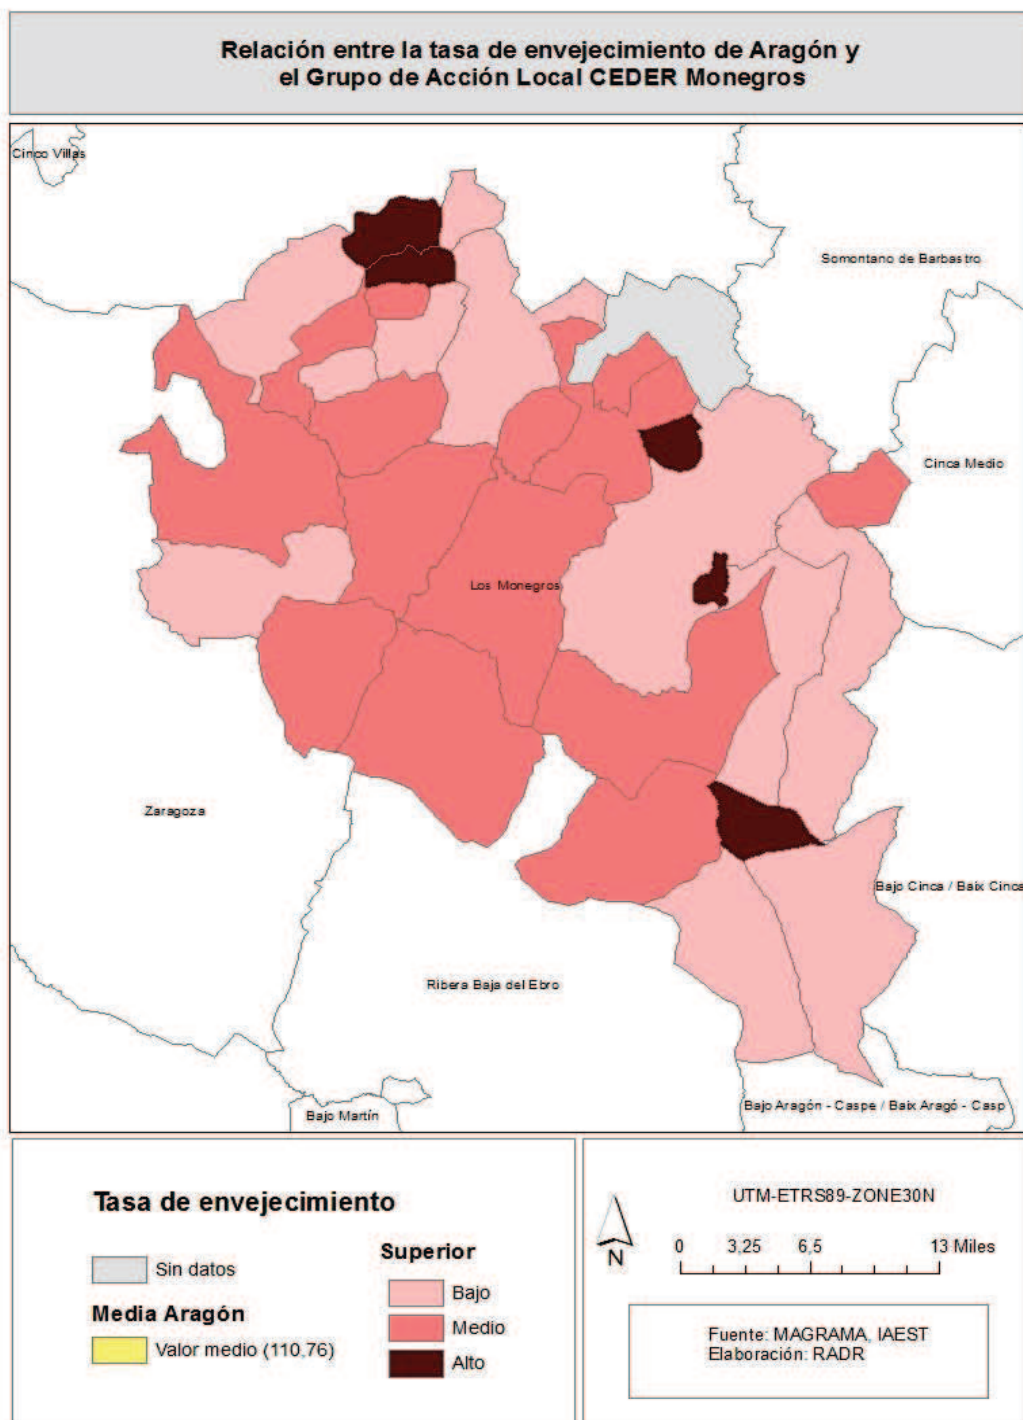 Relación entre la tasa de envejecimiento de Aragón y
el Grupo de Acción Local CEDER Monegros
Cinco Villas
Somontano de Barbastro
Cinca Medio
Los Monegros
Zaragoza
Bajo Cinca / Baix Cinca
Ribera Baja del Ebro
Bajo Martín
Bajo Aragón - Caspe / Baix Aragó - Casp
Tasa de envejecimiento
Sin datos
Media Aragón
Valor medio (110,76)
Superior
Bajo
Medio
Alto
N
UTM-ETRS89-ZONE30N
0 3,25 6,5 13 Miles
Fuente: MAGRAMA, IAEST
Elaboración: RADR